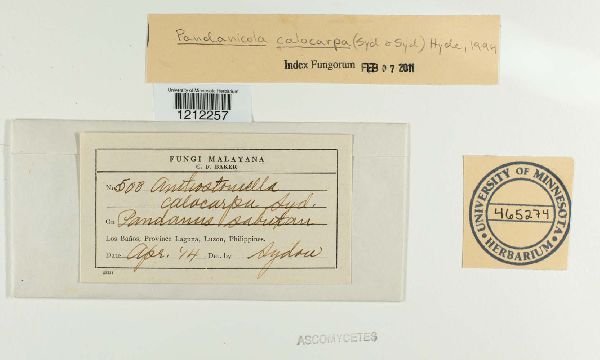 Pandanicola calocarpa (Syd & Syd) Hyde, 1994
Index Fungorum FEB 07 2011
University of Minnesota Herbarium
1212257
FUNGI MALAYANA
C. F. BAKER
No. 508 Anthostomella
calocarpa Syd.
On Pandanus sabutan
Los Baños, Province Laguna, Luzon, Philippines.
Date Apr. 14 Det. by Sydow
UNIVERSITY OF MINNESOTA
465274
HERBARIUM
ASCOMYCETES